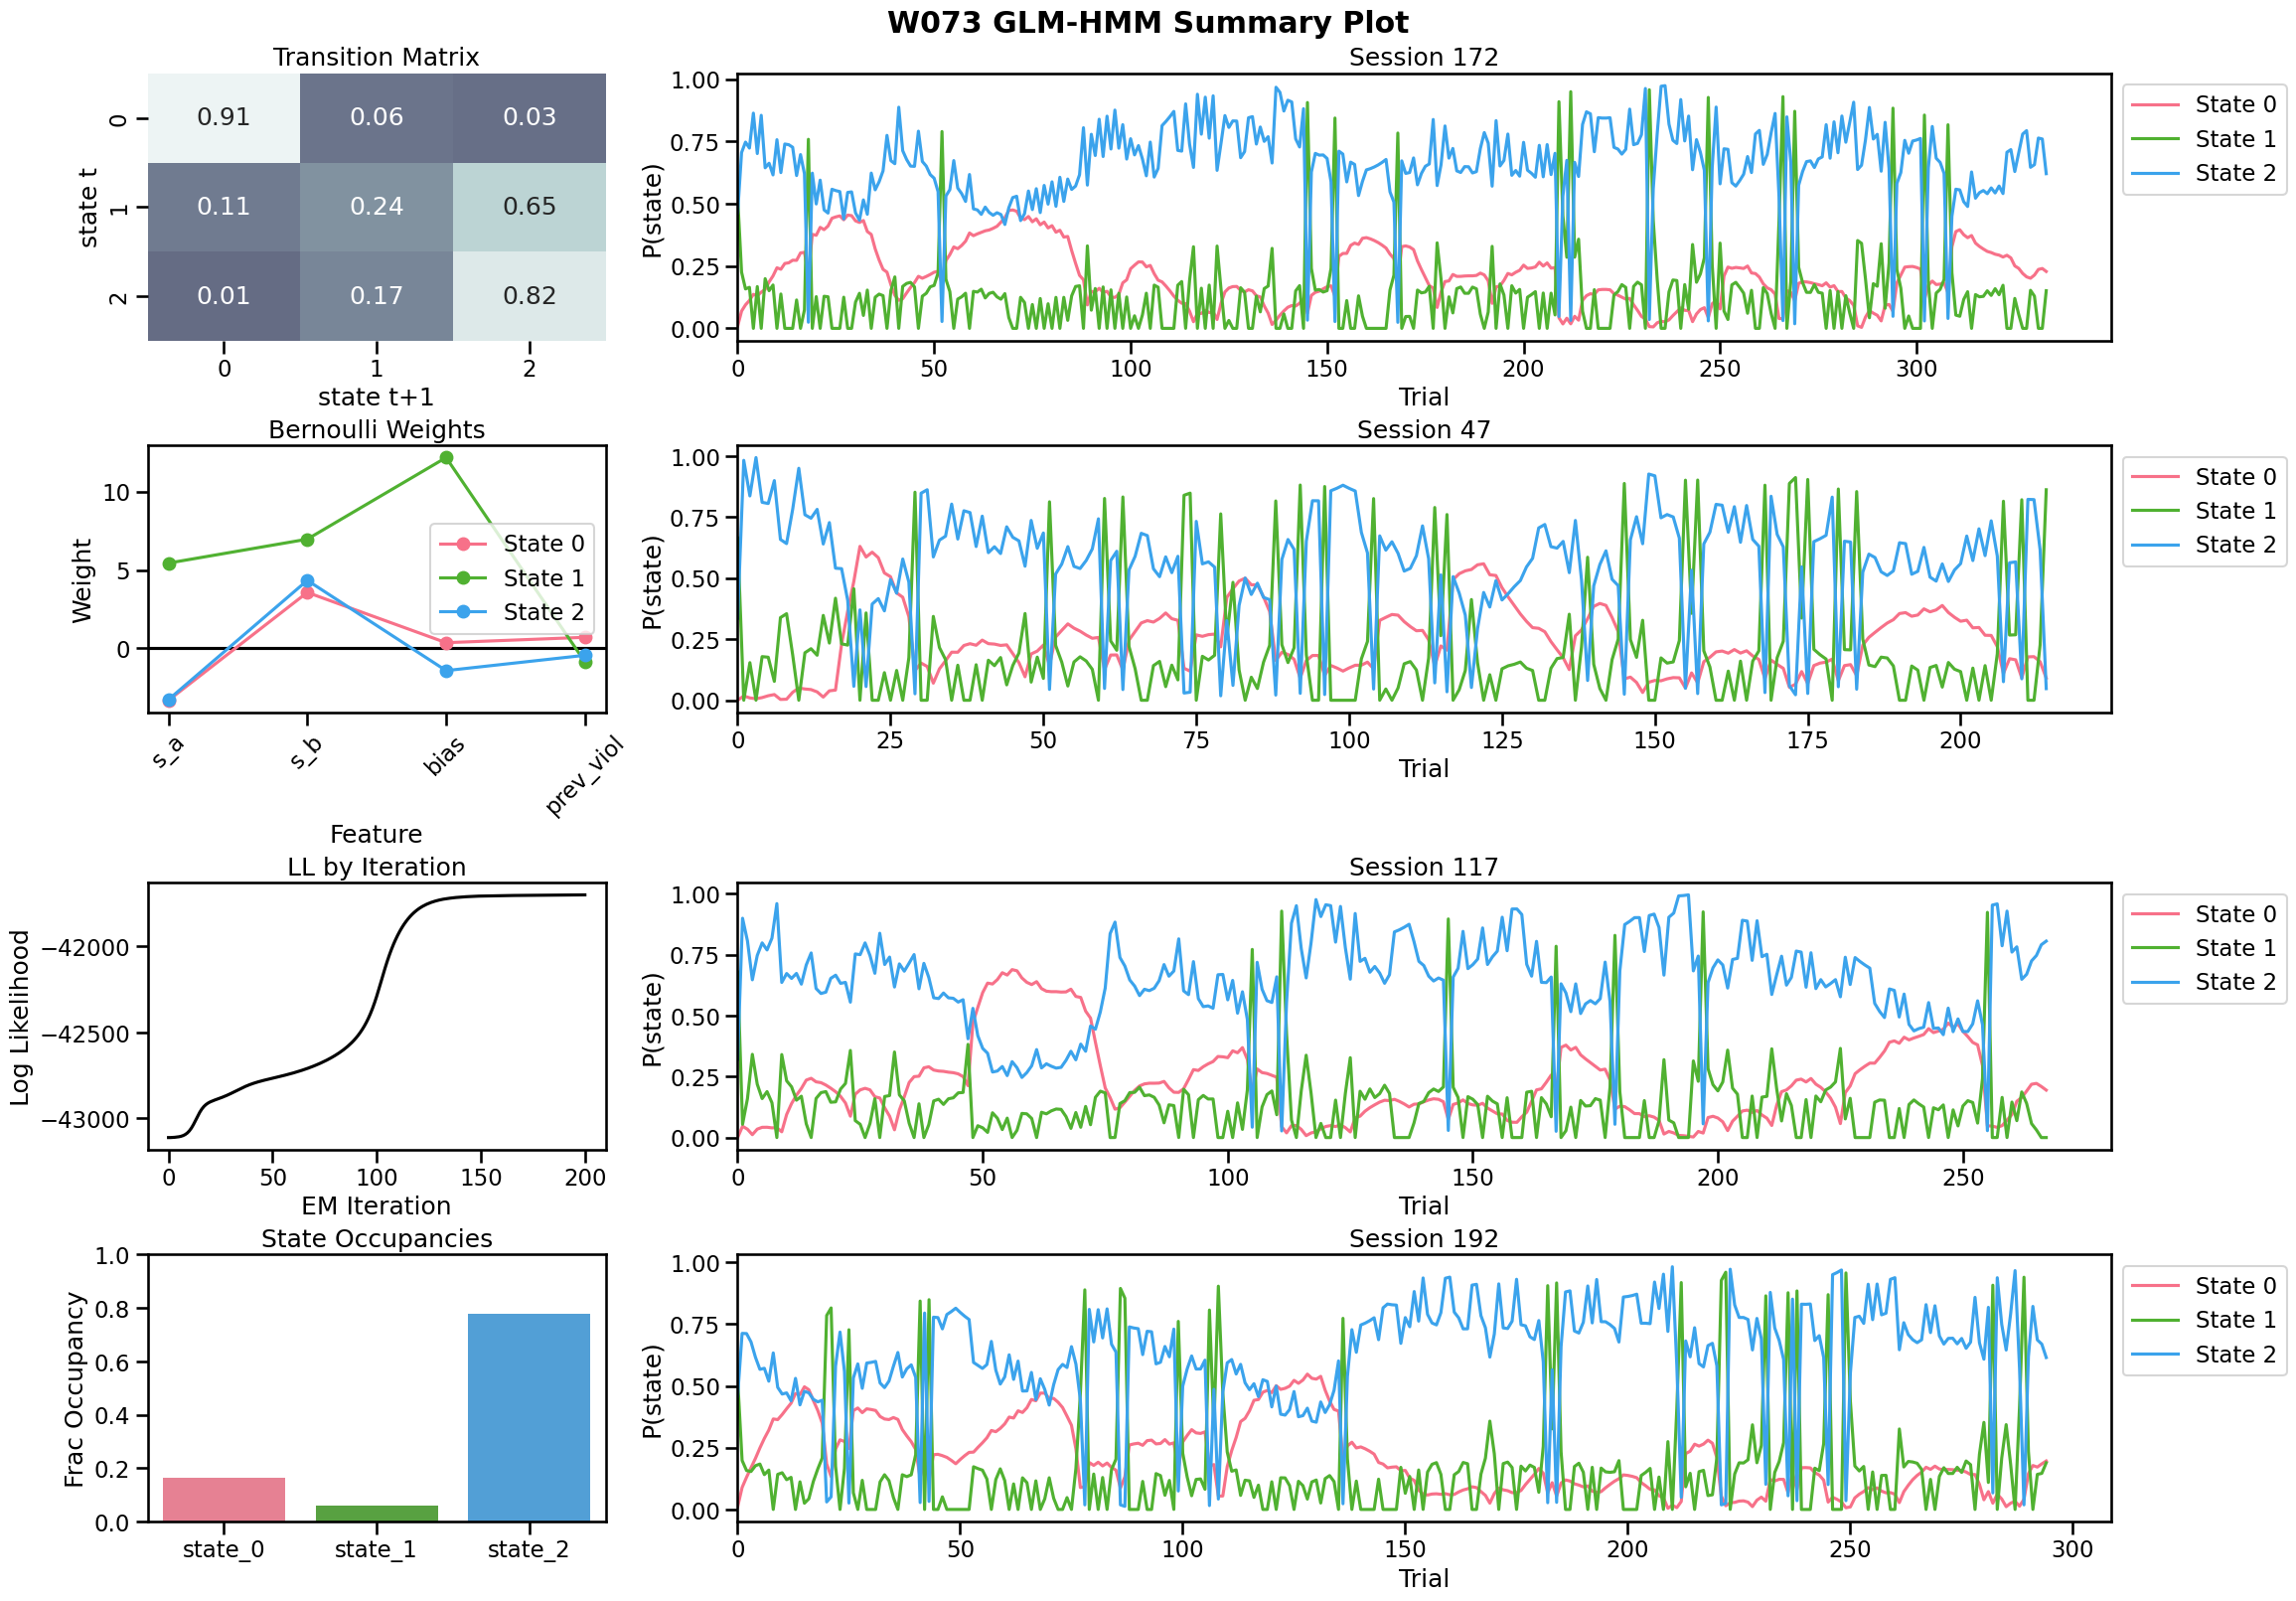 W073 GLM-HMM Summary Plot
Transition Matrix
0.91 0.06 0.03
0.11 0.24 0.65
0.01 0.17 0.82
0
1
2
state t
0 1 2
state t+1
Session 172
1.00
0.75
0.50
0.25
0.00
P(state)
0 50 100 150 200 250 300
Trial
State 0
State 1
State 2
Bernoulli Weights
10
5
0
Weight
State 0
State 1
State 2
s_a s_b bias prev_viol
Feature
Session 47
1.00
0.75
0.50
0.25
0.00
P(state)
0 25 50 75 100 125 150 175 200
Trial
State 0
State 1
State 2
LL by Iteration
−42000
−42500
−43000
Log Likelihood
0 50 100 150 200
EM Iteration
Session 117
1.00
0.75
0.50
0.25
0.00
P(state)
0 50 100 150 200 250
Trial
State 0
State 1
State 2
State Occupancies
1.0
0.8
0.6
0.4
0.2
0.0
Frac Occupancy
state_0 state_1 state_2
Session 192
1.00
0.75
0.50
0.25
0.00
P(state)
0 50 100 150 200 250 300
Trial
State 0
State 1
State 2